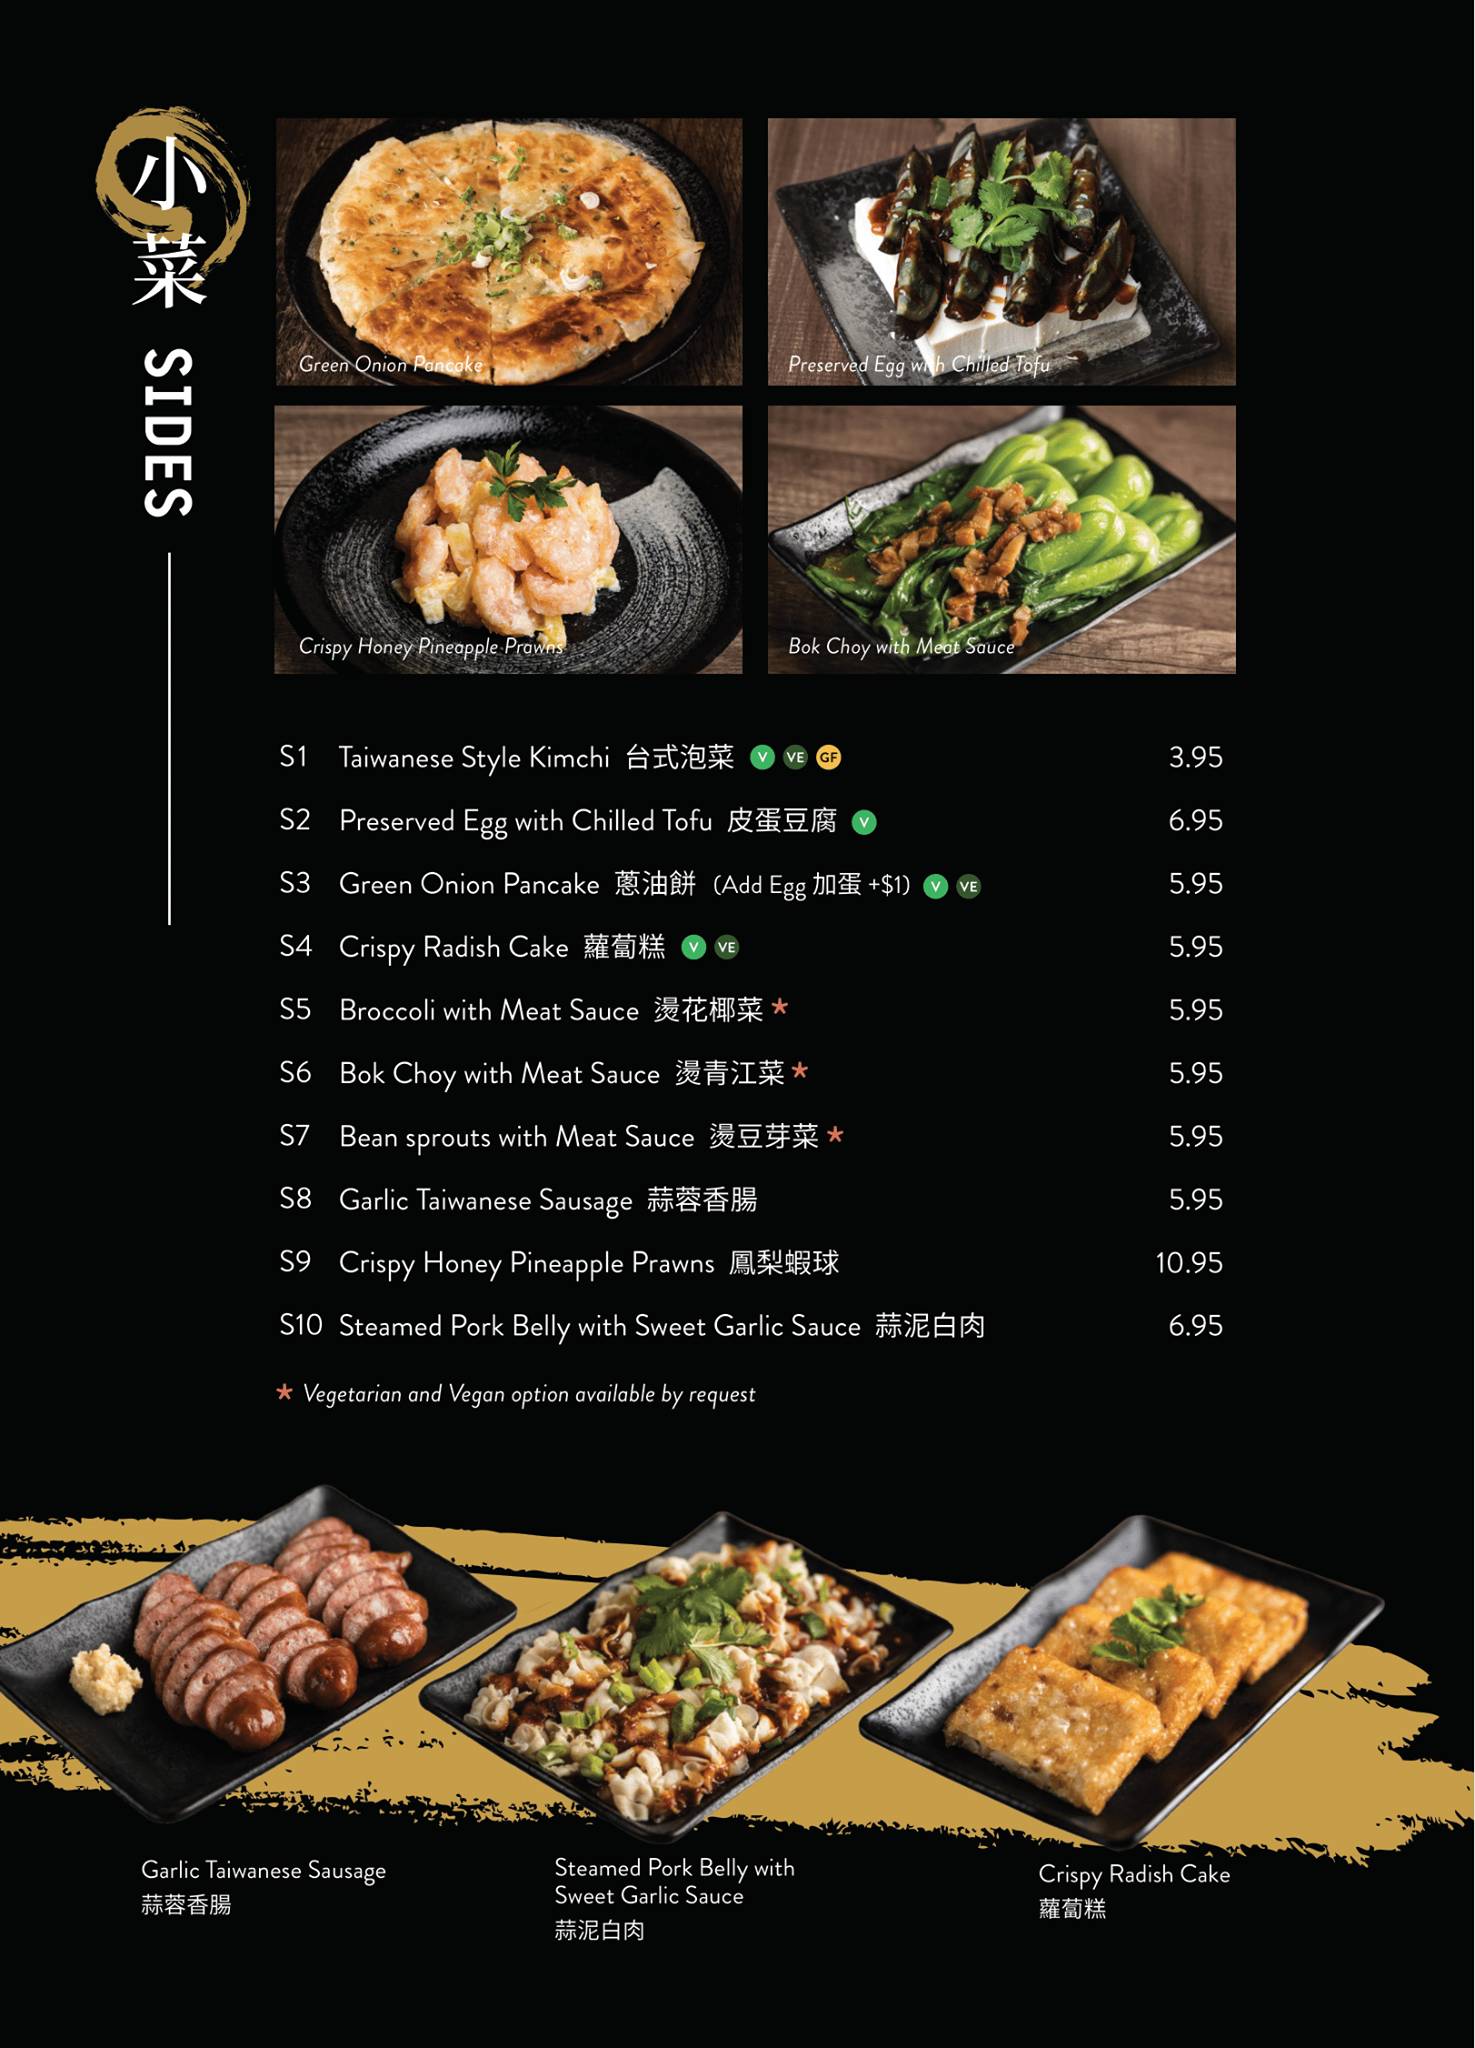 小菜 SIDES
Green Onion Pancake
Preserved Egg with Chilled Tofu
Crispy Honey Pineapple Prawns
Bok Choy with Meat Sauce
S1 Taiwanese Style Kimchi 台式泡菜 V VE GF 3.95
S2 Preserved Egg with Chilled Tofu 皮蛋豆腐 V 6.95
S3 Green Onion Pancake 蔥油餅 (Add Egg 加蛋 +$1) V VE 5.95
S4 Crispy Radish Cake 蘿蔔糕 V VE 5.95
S5 Broccoli with Meat Sauce 燙花椰菜 * 5.95
S6 Bok Choy with Meat Sauce 燙青江菜 * 5.95
S7 Bean sprouts with Meat Sauce 燙豆芽菜 * 5.95
S8 Garlic Taiwanese Sausage 蒜蓉香腸 5.95
S9 Crispy Honey Pineapple Prawns 鳳梨蝦球 10.95
S10 Steamed Pork Belly with Sweet Garlic Sauce 蒜泥白肉 6.95
* Vegetarian and Vegan option available by request
Garlic Taiwanese Sausage
蒜蓉香腸
Steamed Pork Belly with
Sweet Garlic Sauce
蒜泥白肉
Crispy Radish Cake
蘿蔔糕